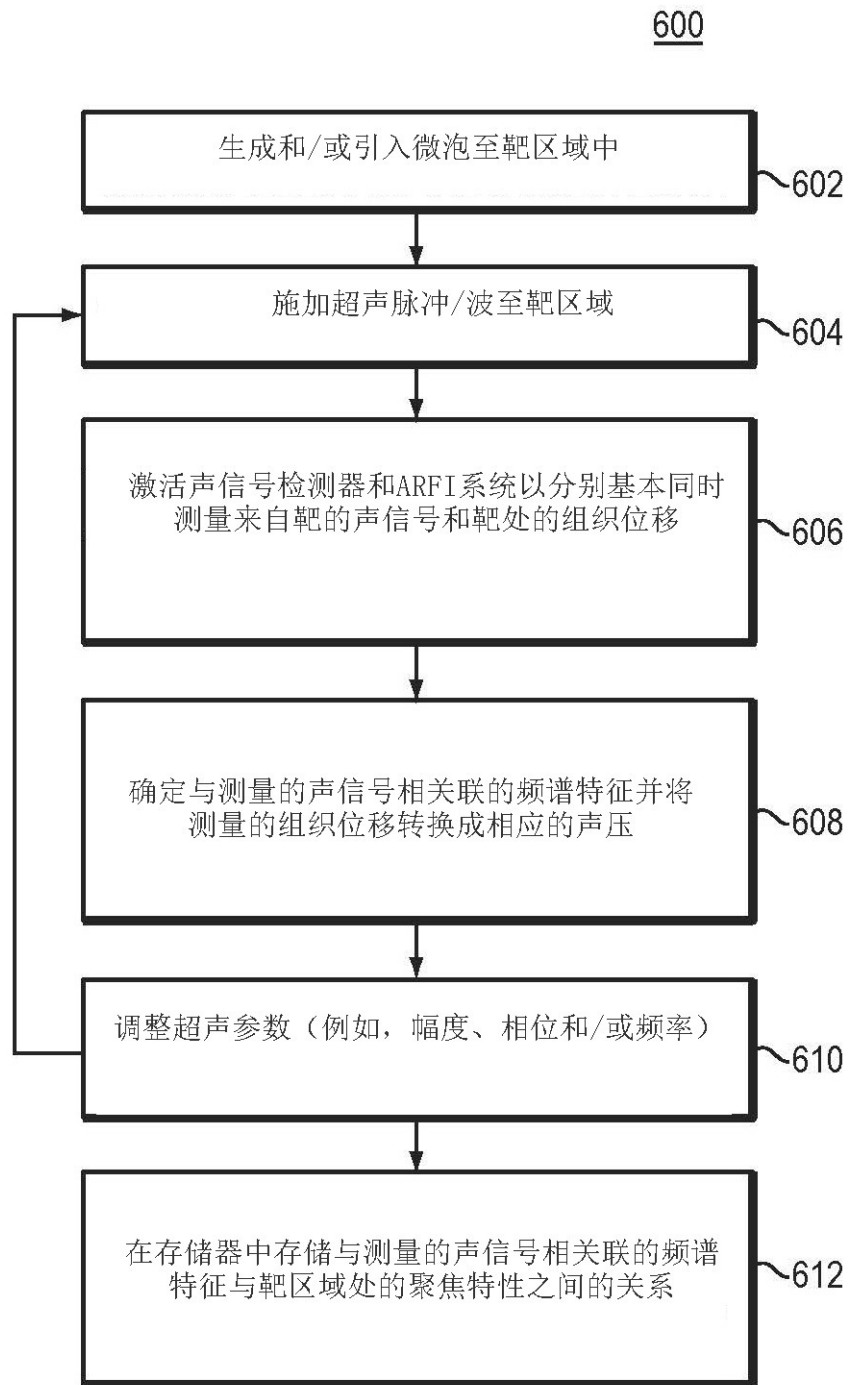 600
生成和/或引入微泡至靶区域中
602
施加超声脉冲/波至靶区域
604
激活声信号检测器和ARFI系统以分别基本同时
测量来自靶的声信号和靶处的组织位移
606
确定与测量的声信号相关联的频谱特征并将
测量的组织位移转换成相应的声压
608
调整超声参数（例如，幅度、相位和/或频率）
610
在存储器中存储与测量的声信号相关联的频谱
特征与靶区域处的聚焦特性之间的关系
612